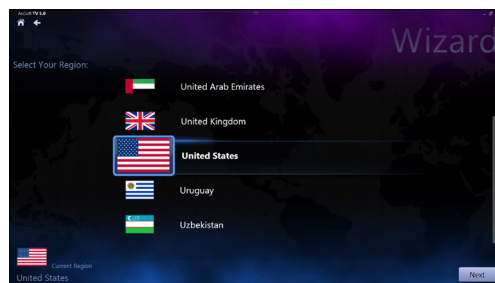 ArcSoft TV 5.0
Wizard
Select Your Region:
United Arab Emirates
United Kingdom
United States
Uruguay
Uzbekistan
Current Region
United States
Next